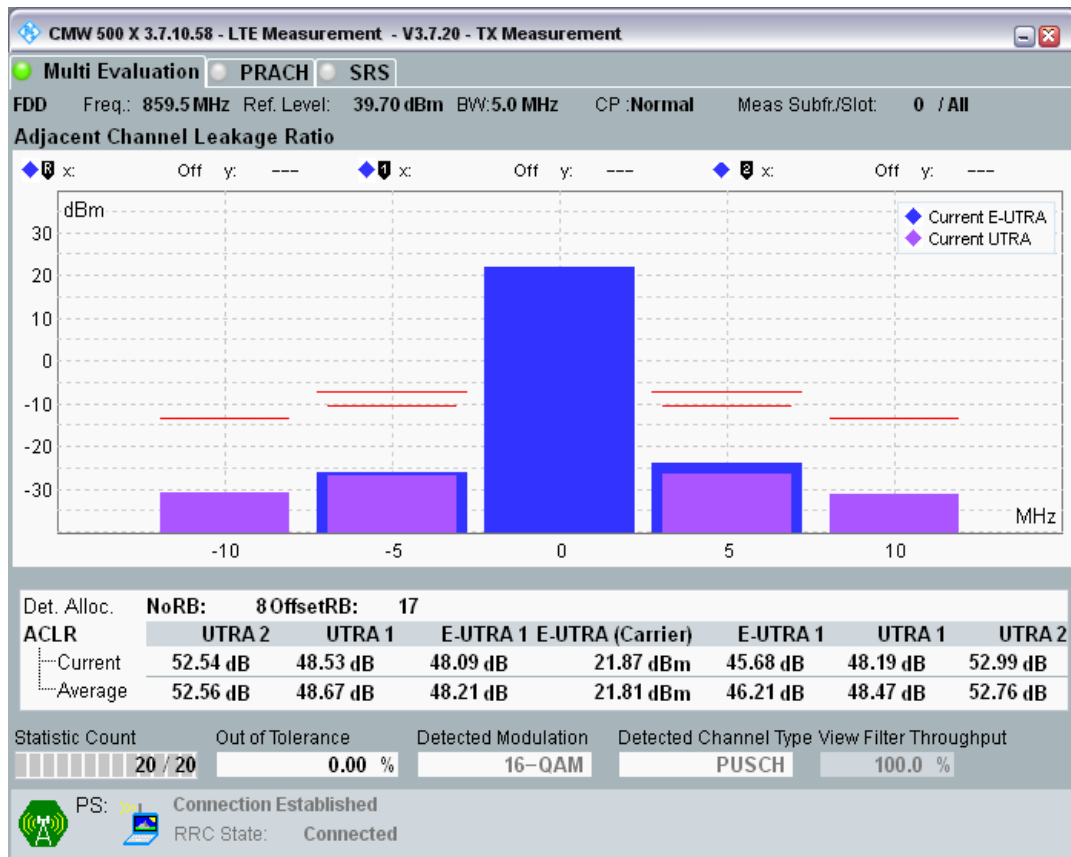 CMW 500 X 3.7.10.58 - LTE Measurement - V3.7.20 - TX Measurement
Multi Evaluation PRACH SRS
FDD Freq.: 859.5 MHz Ref. Level: 39.70 dBm BW:5.0 MHz CP :Normal Meas Subfr./Slot: 0 / All
Adjacent Channel Leakage Ratio
R x: Off y: --- 1 x: Off y: --- 2 x: Off y: ---
dBm
Current E-UTRA
Current UTRA
30
20
10
0
-10
-20
-30
MHz
-10 -5 0 5 10
Det. Alloc. NoRB: 8 OffsetRB: 17
ACLR UTRA 2 UTRA 1 E-UTRA 1 E-UTRA (Carrier) E-UTRA 1 UTRA 1 UTRA 2
Current 52.54 dB 48.53 dB 48.09 dB 21.87 dBm 45.68 dB 48.19 dB 52.99 dB
Average 52.56 dB 48.67 dB 48.21 dB 21.81 dBm 46.21 dB 48.47 dB 52.76 dB
Statistic Count Out of Tolerance Detected Modulation Detected Channel Type View Filter Throughput
20 / 20 0.00 % 16-QAM PUSCH 100.0 %
PS: Connection Established
RRC State: Connected